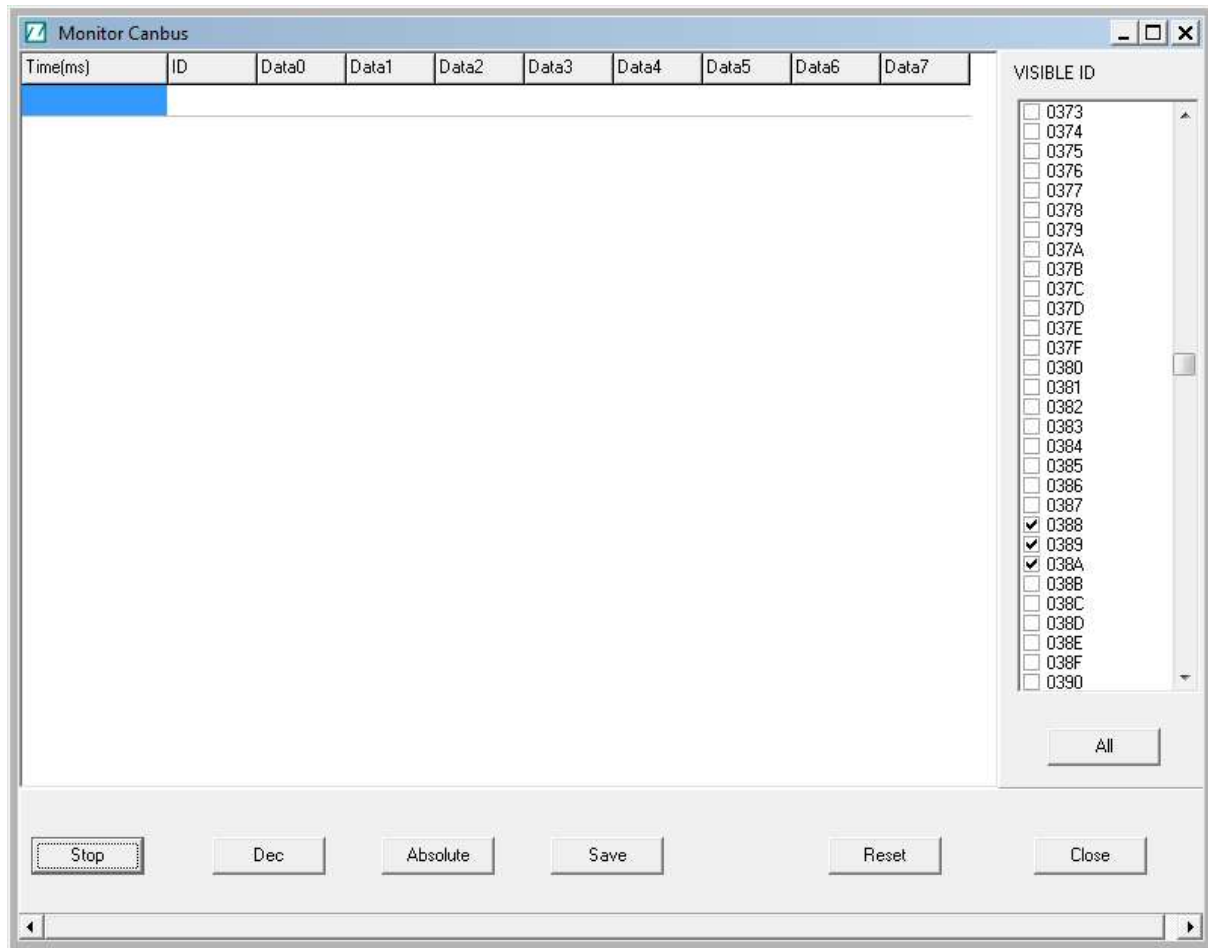 Monitor Canbus
Time(ms) ID Data0 Data1 Data2 Data3 Data4 Data5 Data6 Data7
VISIBLE ID
0373
0374
0375
0376
0377
0378
0379
037A
037B
037C
037D
037E
037F
0380
0381
0382
0383
0384
0385
0386
0387
0388
0389
038A
038B
038C
038D
038E
038F
0390
All
Stop Dec Absolute Save Reset Close